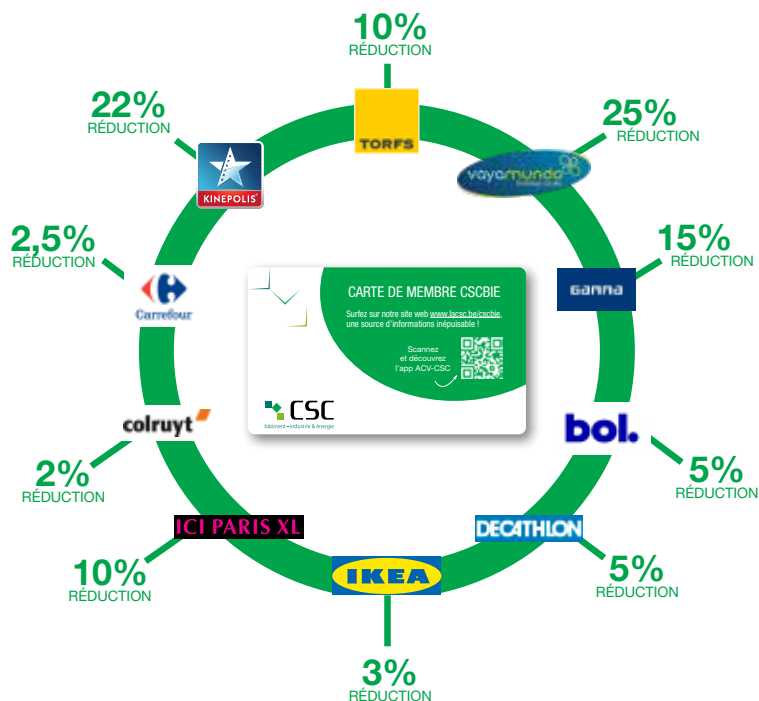 10%
RÉDUCTION
TORFS
22%
RÉDUCTION
KINEPOLIS
25%
RÉDUCTION
vayamundo
2,5%
RÉDUCTION
Carrefour
15%
RÉDUCTION
Gamma
CARTE DE MEMBRE CSCBIE
Surfez sur notre site web www.lacsc.be/cscbie,
une source d'informations inépuisable !
Scannez
et découvrez
l'app ACV-CSC
CSC
bâtiment • industrie & énergie
colruyt
2%
RÉDUCTION
bol.
5%
RÉDUCTION
ICI PARIS XL
10%
RÉDUCTION
DECATHLON
5%
RÉDUCTION
IKEA
3%
RÉDUCTION